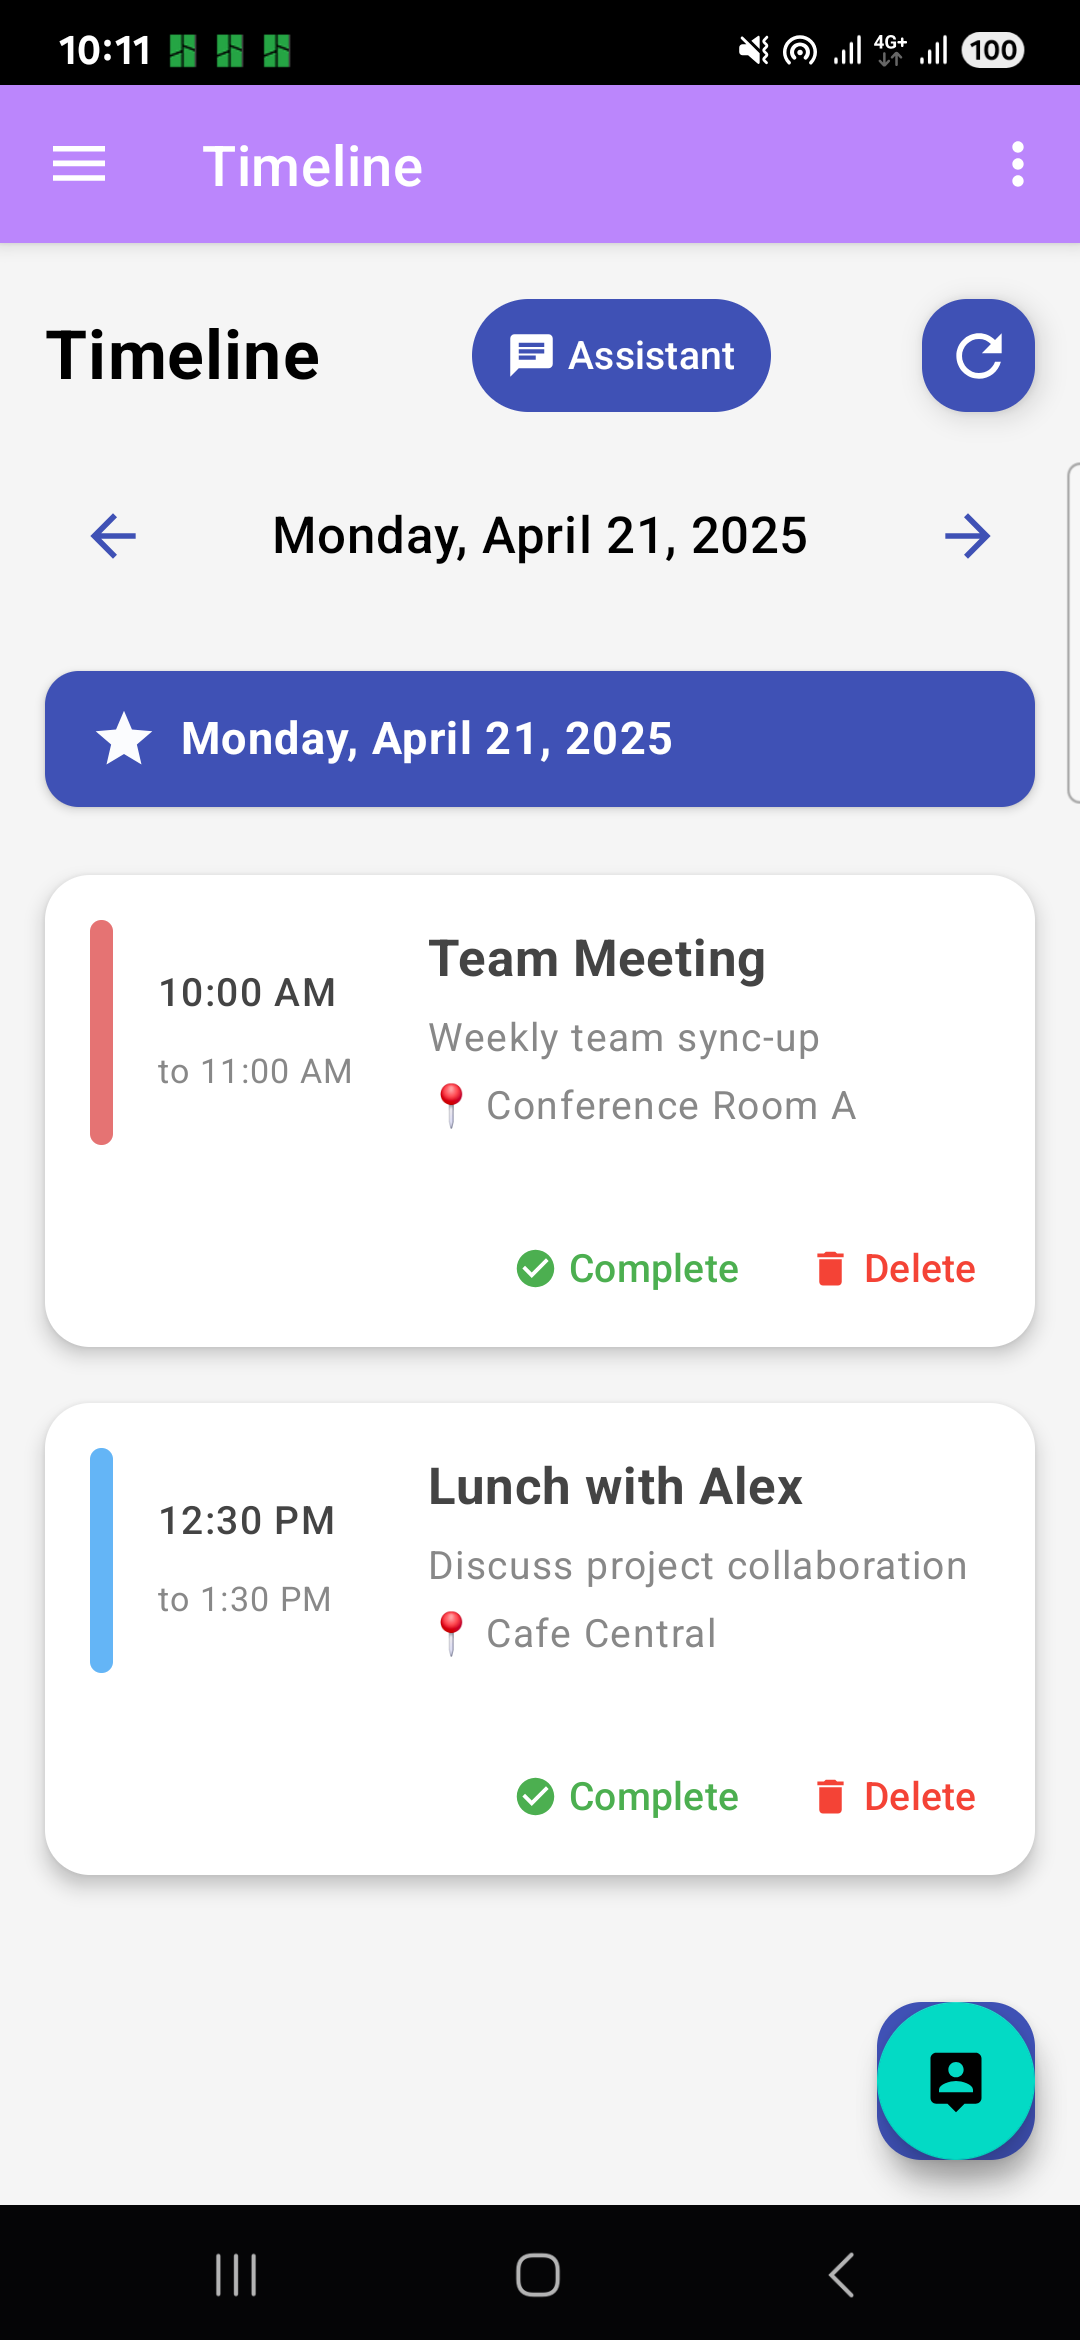 10:11
4G+
100
Timeline
Timeline
Assistant
Monday, April 21, 2025
Monday, April 21, 2025
10:00 AM
to 11:00 AM
Team Meeting
Weekly team sync-up
📍 Conference Room A
Complete
Delete
12:30 PM
to 1:30 PM
Lunch with Alex
Discuss project collaboration
📍 Cafe Central
Complete
Delete